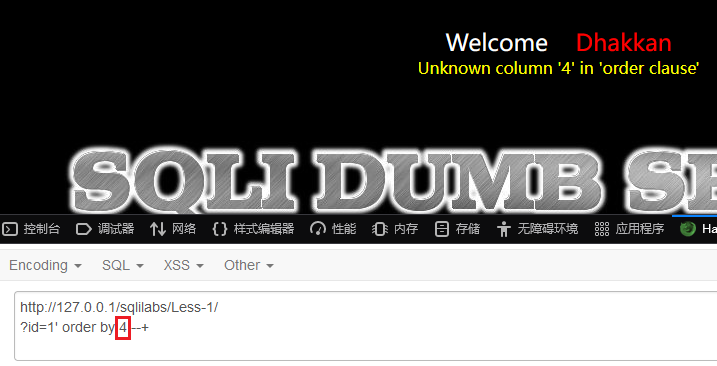 Welcome Dhakkan
Unknown column '4' in 'order clause'
SQLI DUMB SE
控制台 调试器 网络 {} 样式编辑器 性能 内存 存储 无障碍环境 应用程序 Ha
Encoding SQL XSS Other
http://127.0.0.1/sqlilabs/Less-1/
?id=1' order by 4 --+